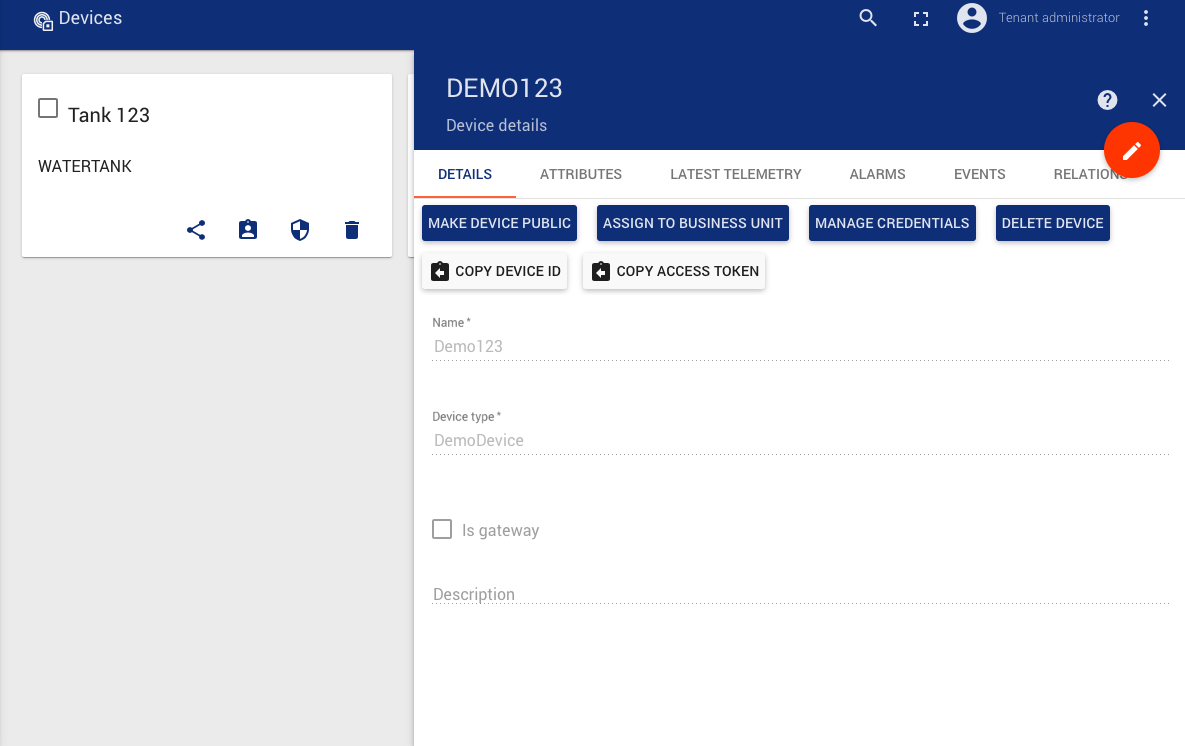 Devices
Tenant administrator
Tank 123
WATERTANK
DEMO123
Device details
DETAILS ATTRIBUTES LATEST TELEMETRY ALARMS EVENTS RELATIONS
MAKE DEVICE PUBLIC ASSIGN TO BUSINESS UNIT MANAGE CREDENTIALS DELETE DEVICE
COPY DEVICE ID COPY ACCESS TOKEN
Name *
Demo123
Device type *
DemoDevice
Is gateway
Description